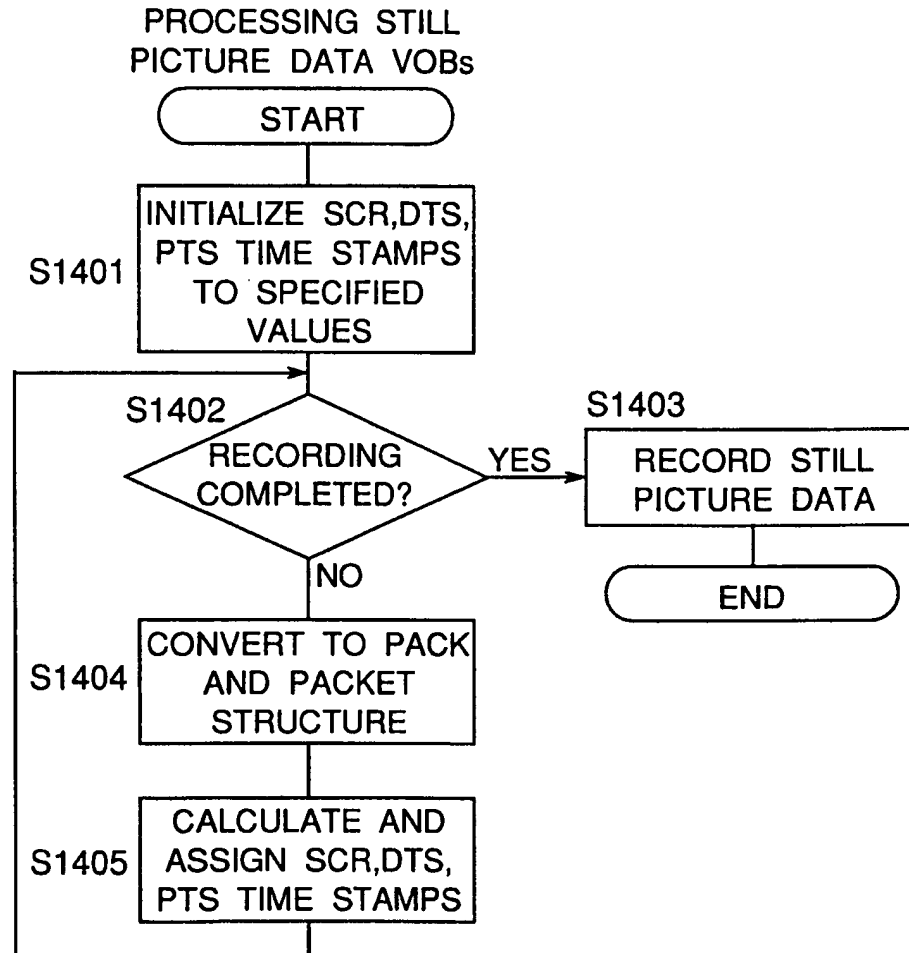 PROCESSING STILL
PICTURE DATA VOBs
START
INITIALIZE SCR,DTS,
PTS TIME STAMPS
TO SPECIFIED
VALUES
S1401
S1402
RECORDING
COMPLETED?
YES
S1403
RECORD STILL
PICTURE DATA
END
NO
CONVERT TO PACK
AND PACKET
STRUCTURE
S1404
CALCULATE AND
ASSIGN SCR,DTS,
PTS TIME STAMPS
S1405